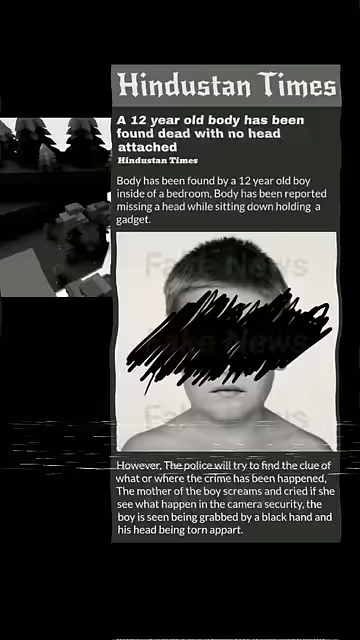 Hindustan Times
A 12 year old body has been
found dead with no head
attached
Hindustan Times
Body has been found by a 12 year old boy
inside of a bedroom, Body has been reported
missing a head while sitting down holding a
gadget.
Fake News
Fake News
Fake News
However, The police will try to find the clue of
what or where the crime has been happened,
The mother of the boy screams and cried if she
see what happen in the camera security, the
boy is seen being grabbed by a black hand and
his head being torn appart.